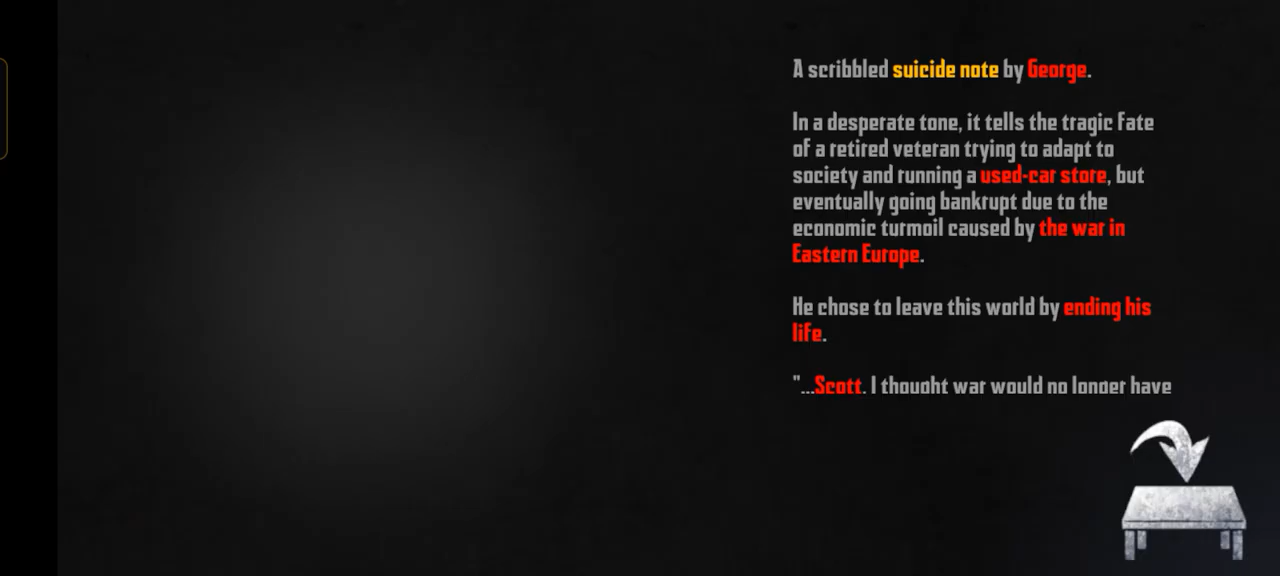 A scribbled suicide note by George.
In a desperate tone, it tells the tragic fate
of a retired veteran trying to adapt to
society and running a used-car store, but
eventually going bankrupt due to the
economic turmoil caused by the war in
Eastern Europe.
He chose to leave this world by ending his
life.
"...Scott. I thought war would no longer have